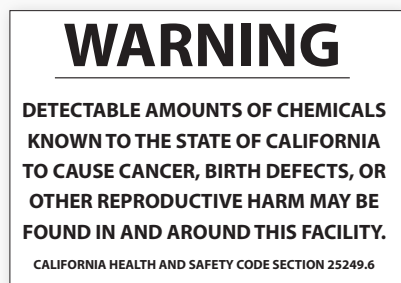 WARNING
DETECTABLE AMOUNTS OF CHEMICALS
KNOWN TO THE STATE OF CALIFORNIA
TO CAUSE CANCER, BIRTH DEFECTS, OR
OTHER REPRODUCTIVE HARM MAY BE
FOUND IN AND AROUND THIS FACILITY.
CALIFORNIA HEALTH AND SAFETY CODE SECTION 25249.6